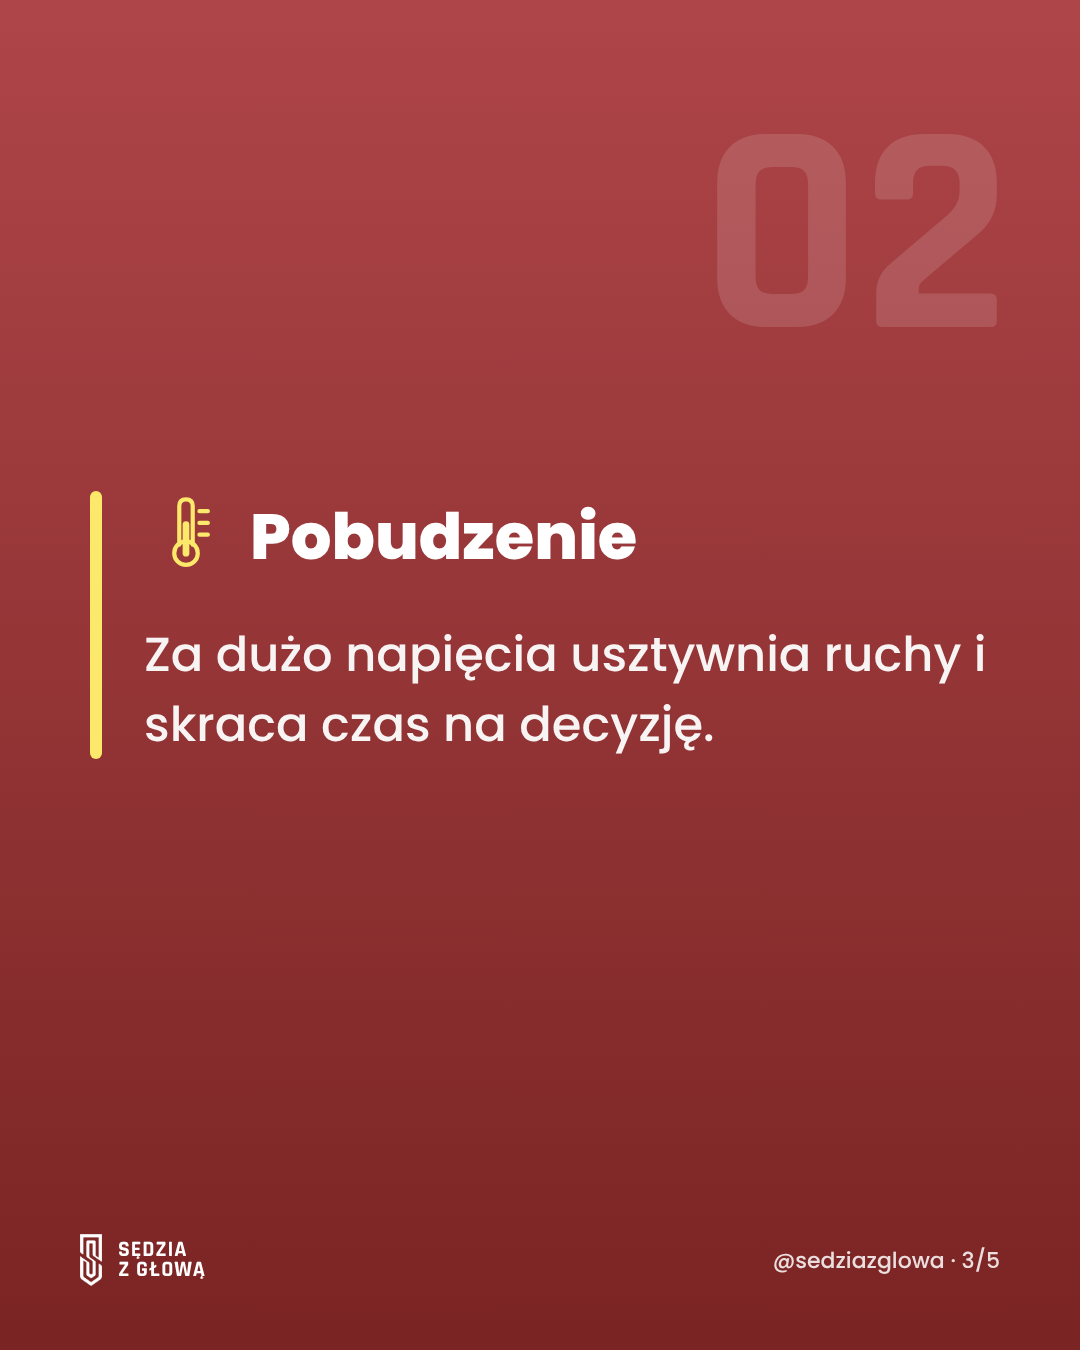 02
Pobudzenie
Za dużo napięcia usztywnia ruchy i
skraca czas na decyzję.
SĘDZIA
Z GŁOWĄ
@sedziazglowa · 3/5